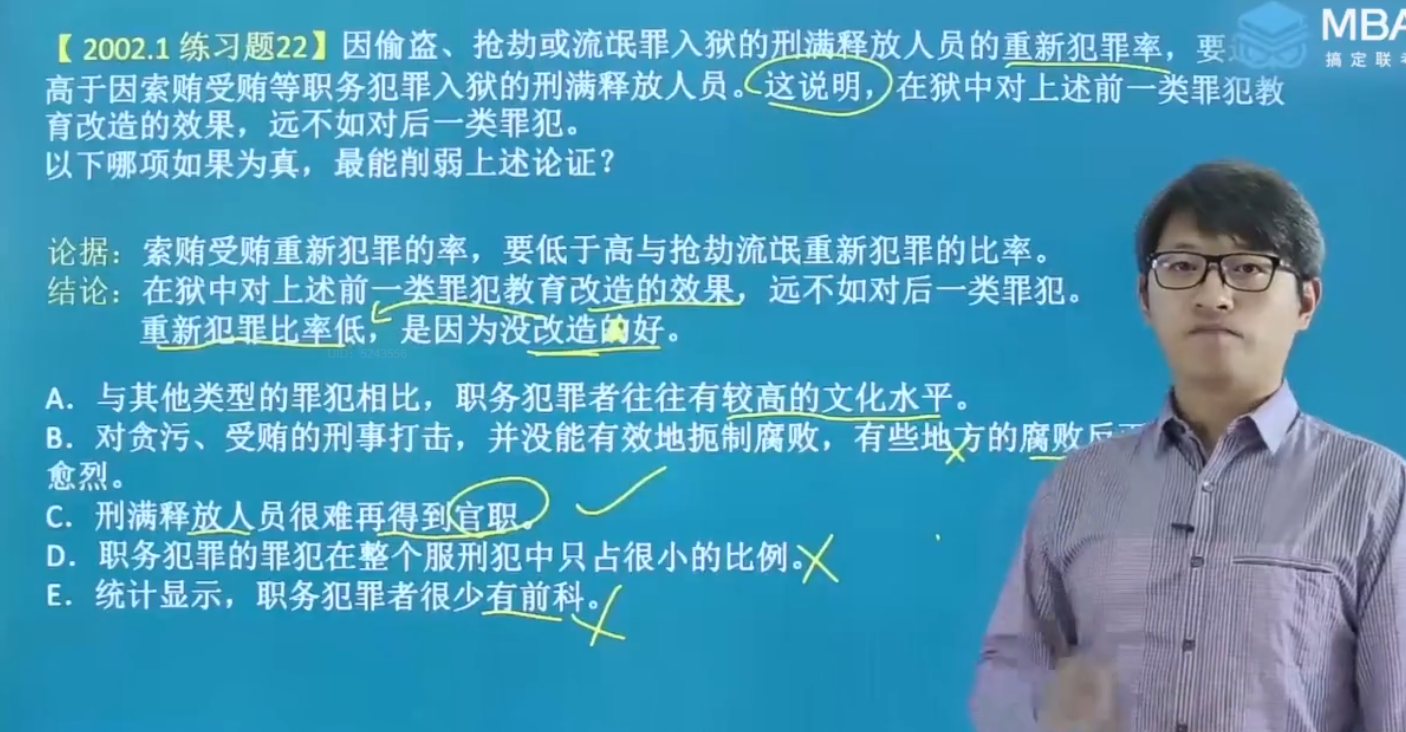 【2002.1 练习题22】因偷盗、抢劫或流氓罪入狱的刑满释放人员的重新犯罪率，要
MBA
搞定联考
高于因索贿受贿等职务犯罪入狱的刑满释放人员。这说明，在狱中对上述前一类罪犯教
育改造的效果，远不如对后一类罪犯。
以下哪项如果为真，最能削弱上述论证？
论据：索贿受贿重新犯罪的率，要低于高与抢劫流氓重新犯罪的比率。
结论：在狱中对上述前一类罪犯教育改造的效果，远不如对后一类罪犯。
重新犯罪比率低，是因为没改造的好。
UID：5243556
A．与其他类型的罪犯相比，职务犯罪者往往有较高的文化水平。
B．对贪污、受贿的刑事打击，并没能有效地扼制腐败，有些地方的腐败反
愈烈。
C．刑满释放人员很难再得到官职。
D．职务犯罪的罪犯在整个服刑犯中只占很小的比例。
E．统计显示，职务犯罪者很少有前科。